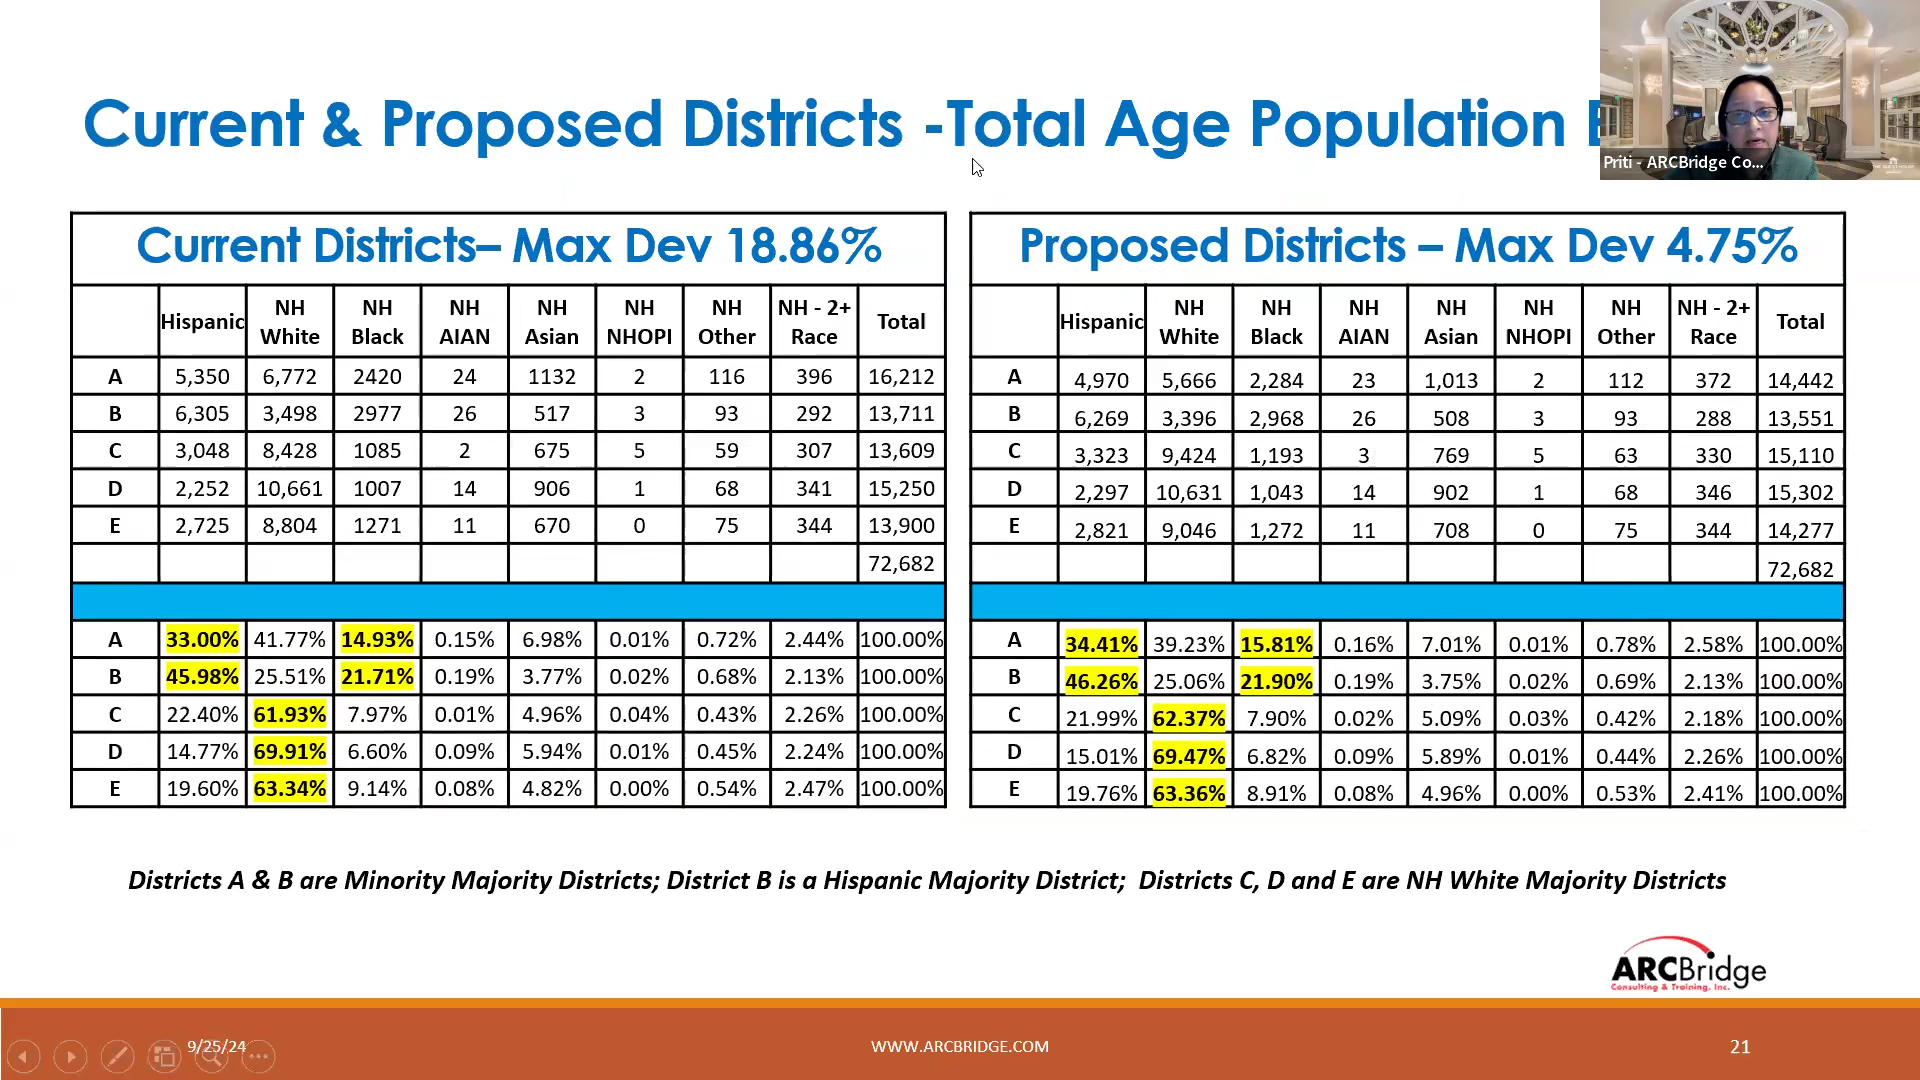 Current & Proposed Districts -Total Age Population
Priti - ARCBridge Co...
Current Districts– Max Dev 18.86%
Hispanic NH White NH Black NH AIAN NH Asian NH NHOPI NH Other NH - 2+ Race Total
A 5,350 6,772 2420 24 1132 2 116 396 16,212
B 6,305 3,498 2977 26 517 3 93 292 13,711
C 3,048 8,428 1085 2 675 5 59 307 13,609
D 2,252 10,661 1007 14 906 1 68 341 15,250
E 2,725 8,804 1271 11 670 0 75 344 13,900
72,682
A 33.00% 41.77% 14.93% 0.15% 6.98% 0.01% 0.72% 2.44% 100.00%
B 45.98% 25.51% 21.71% 0.19% 3.77% 0.02% 0.68% 2.13% 100.00%
C 22.40% 61.93% 7.97% 0.01% 4.96% 0.04% 0.43% 2.26% 100.00%
D 14.77% 69.91% 6.60% 0.09% 5.94% 0.01% 0.45% 2.24% 100.00%
E 19.60% 63.34% 9.14% 0.08% 4.82% 0.00% 0.54% 2.47% 100.00%
Proposed Districts – Max Dev 4.75%
Hispanic NH White NH Black NH AIAN NH Asian NH NHOPI NH Other NH - 2+ Race Total
A 4,970 5,666 2,284 23 1,013 2 112 372 14,442
B 6,269 3,396 2,968 26 508 3 93 288 13,551
C 3,323 9,424 1,193 3 769 5 63 330 15,110
D 2,297 10,631 1,043 14 902 1 68 346 15,302
E 2,821 9,046 1,272 11 708 0 75 344 14,277
72,682
A 34.41% 39.23% 15.81% 0.16% 7.01% 0.01% 0.78% 2.58% 100.00%
B 46.26% 25.06% 21.90% 0.19% 3.75% 0.02% 0.69% 2.13% 100.00%
C 21.99% 62.37% 7.90% 0.02% 5.09% 0.03% 0.42% 2.18% 100.00%
D 15.01% 69.47% 6.82% 0.09% 5.89% 0.01% 0.44% 2.26% 100.00%
E 19.76% 63.36% 8.91% 0.08% 4.96% 0.00% 0.53% 2.41% 100.00%
Districts A & B are Minority Majority Districts; District B is a Hispanic Majority District; Districts C, D and E are NH White Majority Districts
ARCBridge
Consulting & Training, Inc.
9/25/24
WWW.ARCBRIDGE.COM
21